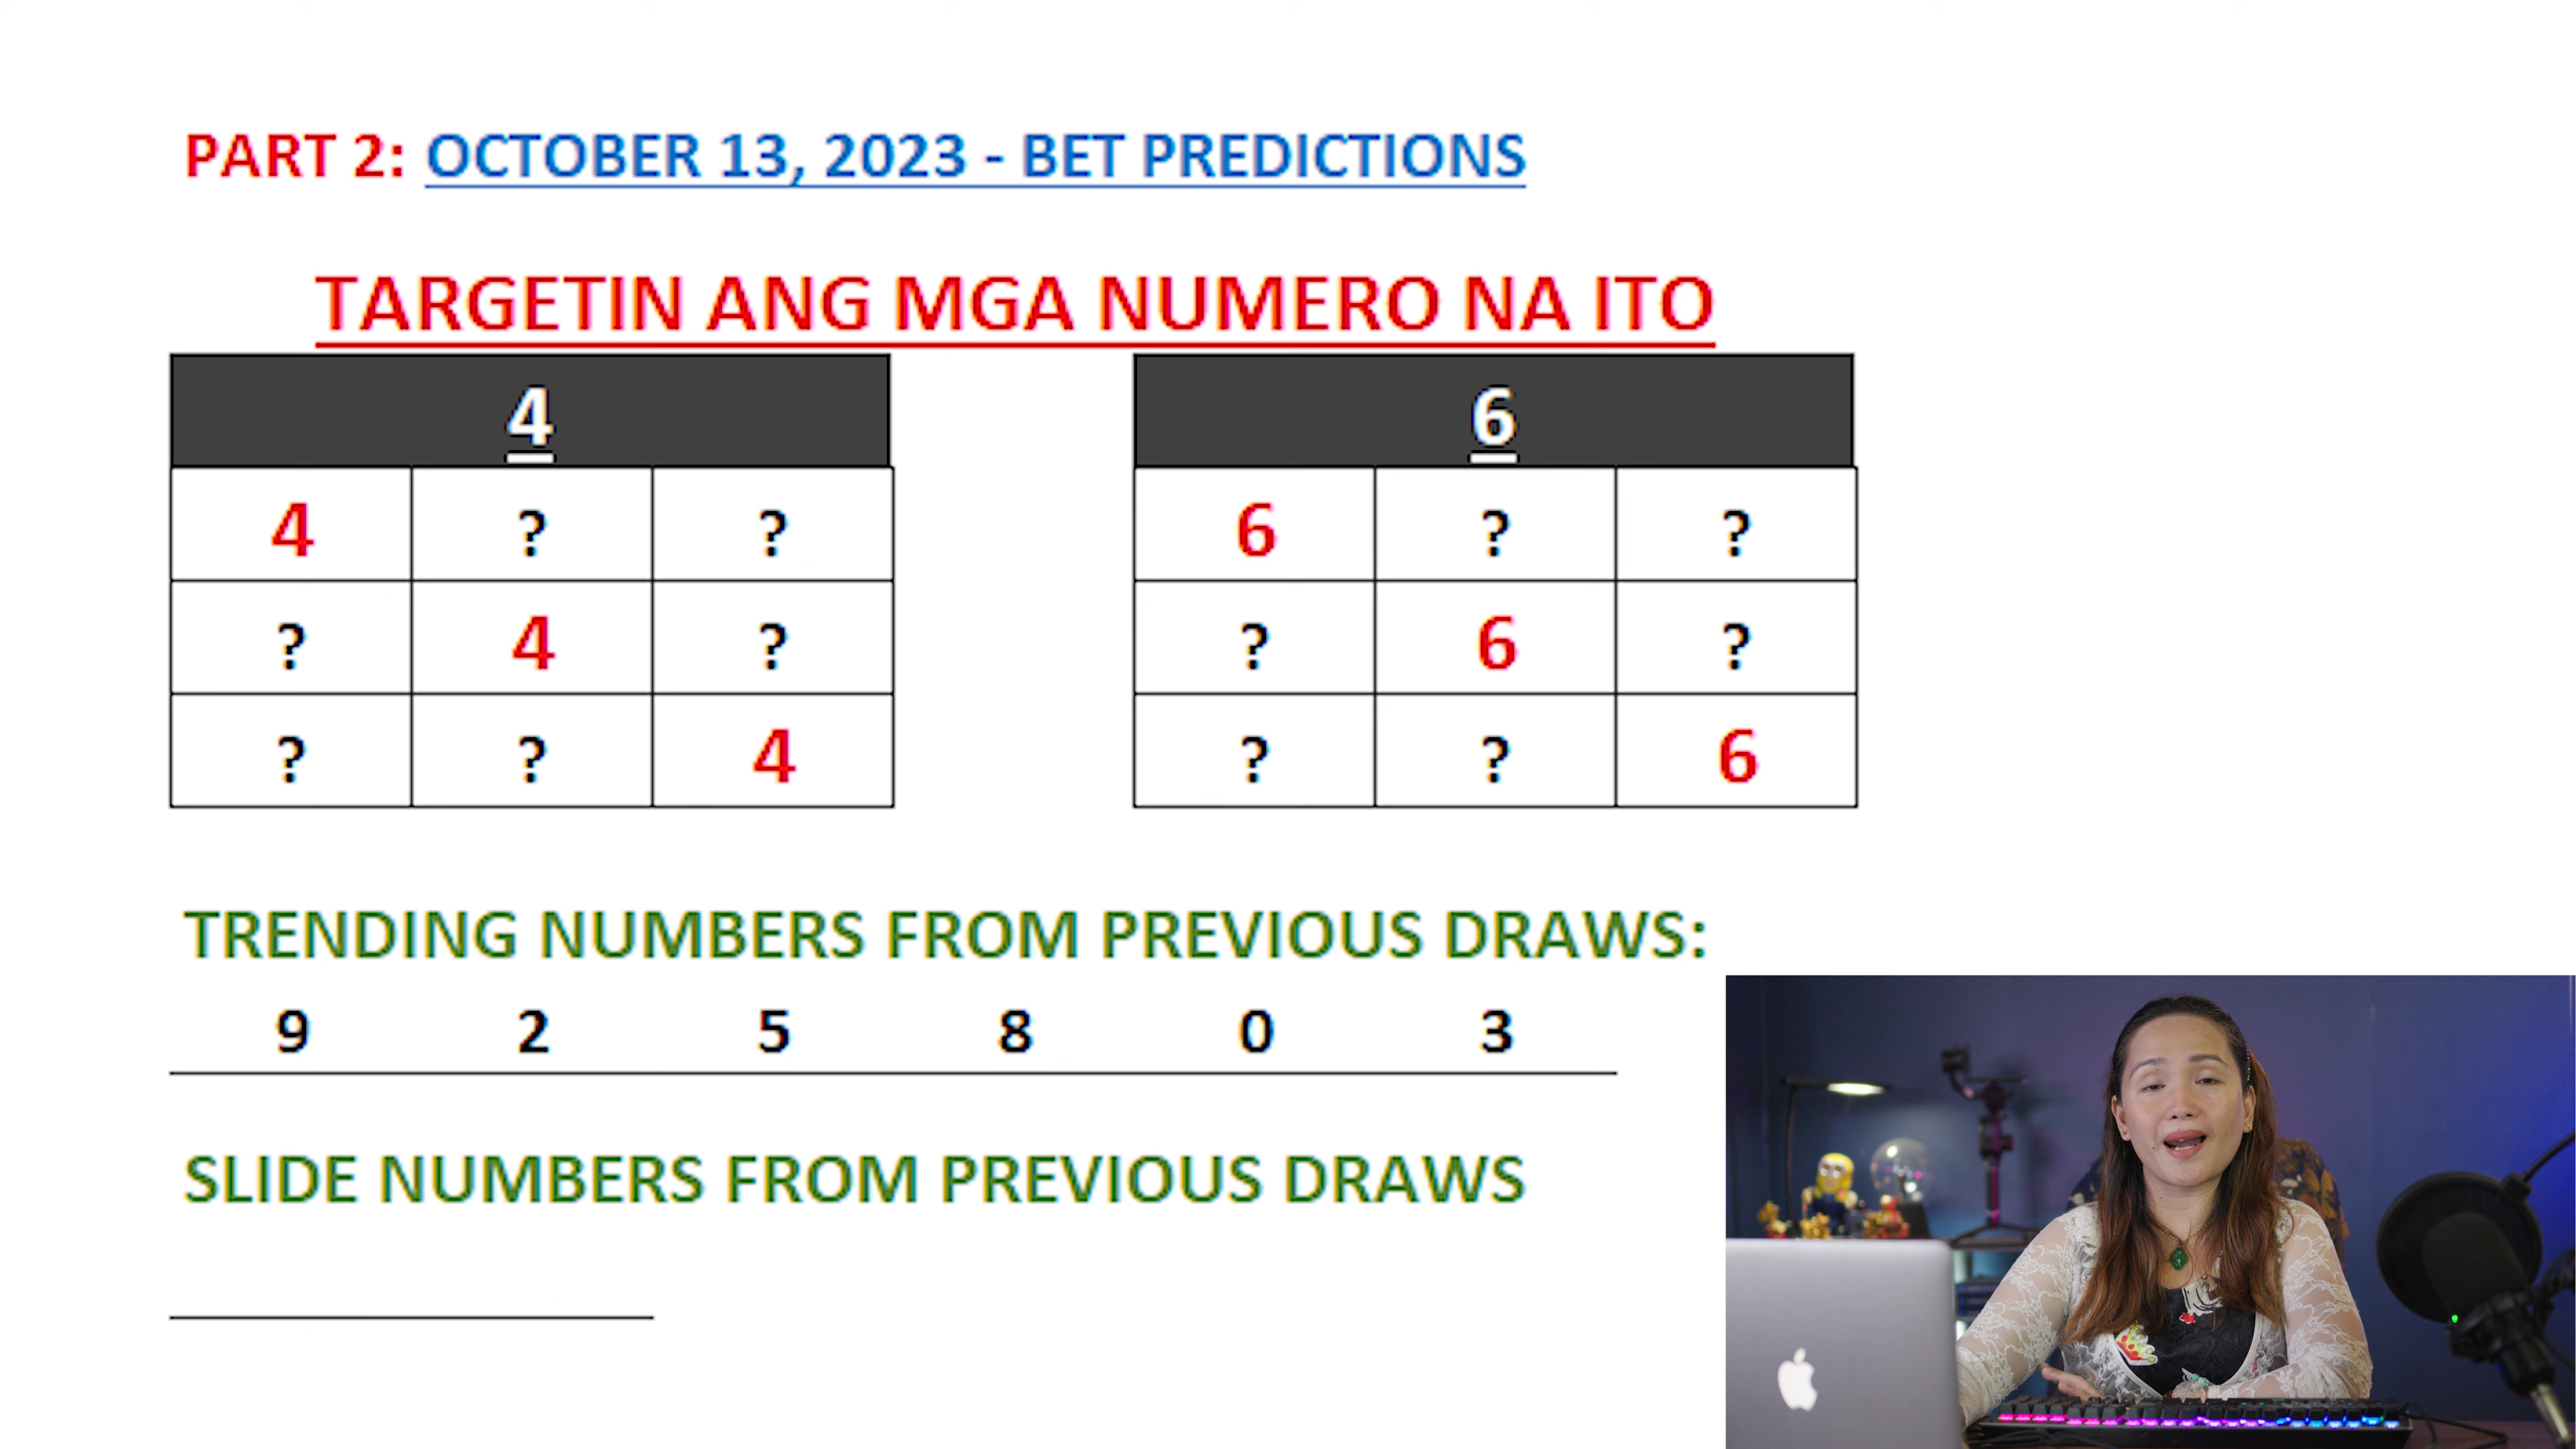 PART 2: OCTOBER 13, 2023 - BET PREDICTIONS
TARGETIN ANG MGA NUMERO NA ITO
4
4 ? ?
? 4 ?
? ? 4
6
6 ? ?
? 6 ?
? ? 6
TRENDING NUMBERS FROM PREVIOUS DRAWS:
9 2 5 8 0 3
SLIDE NUMBERS FROM PREVIOUS DRAWS